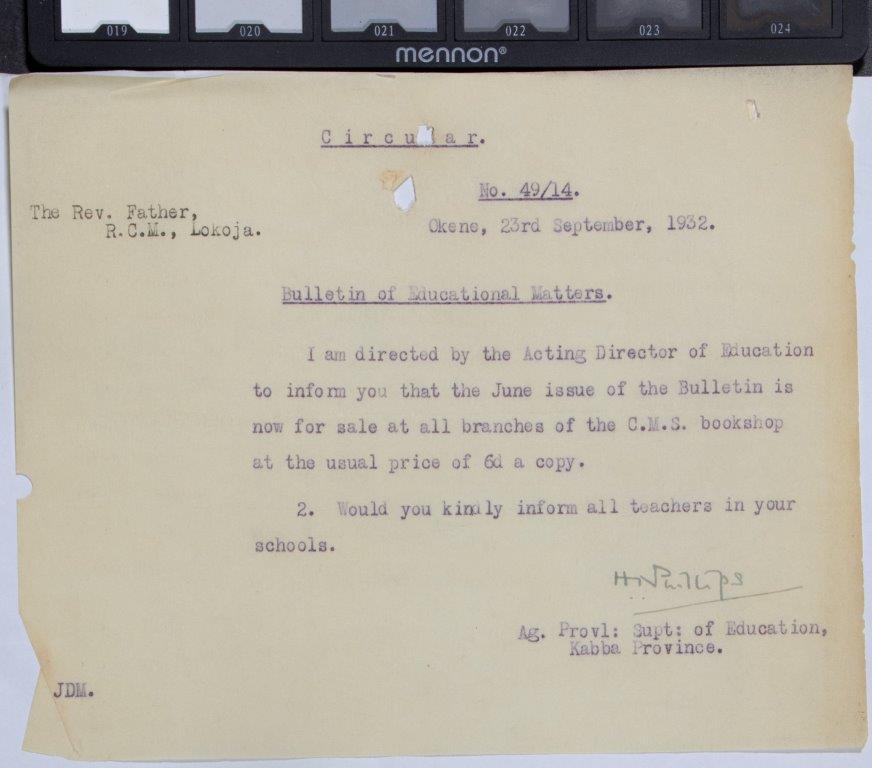 019 020 021 022 023 024
mennon®
Circular.
No. 49/14.
The Rev. Father,
R.C.M., Lokoja.
Okene, 23rd September, 1932.
Bulletin of Educational Matters.
I am directed by the Acting Director of Education
to inform you that the June issue of the Bulletin is
now for sale at all branches of the C.M.S. bookshop
at the usual price of 6d a copy.
2. Would you kindly inform all teachers in your
schools.
Ag. Provl: Supt: of Education,
Kabba Province.
JDM.